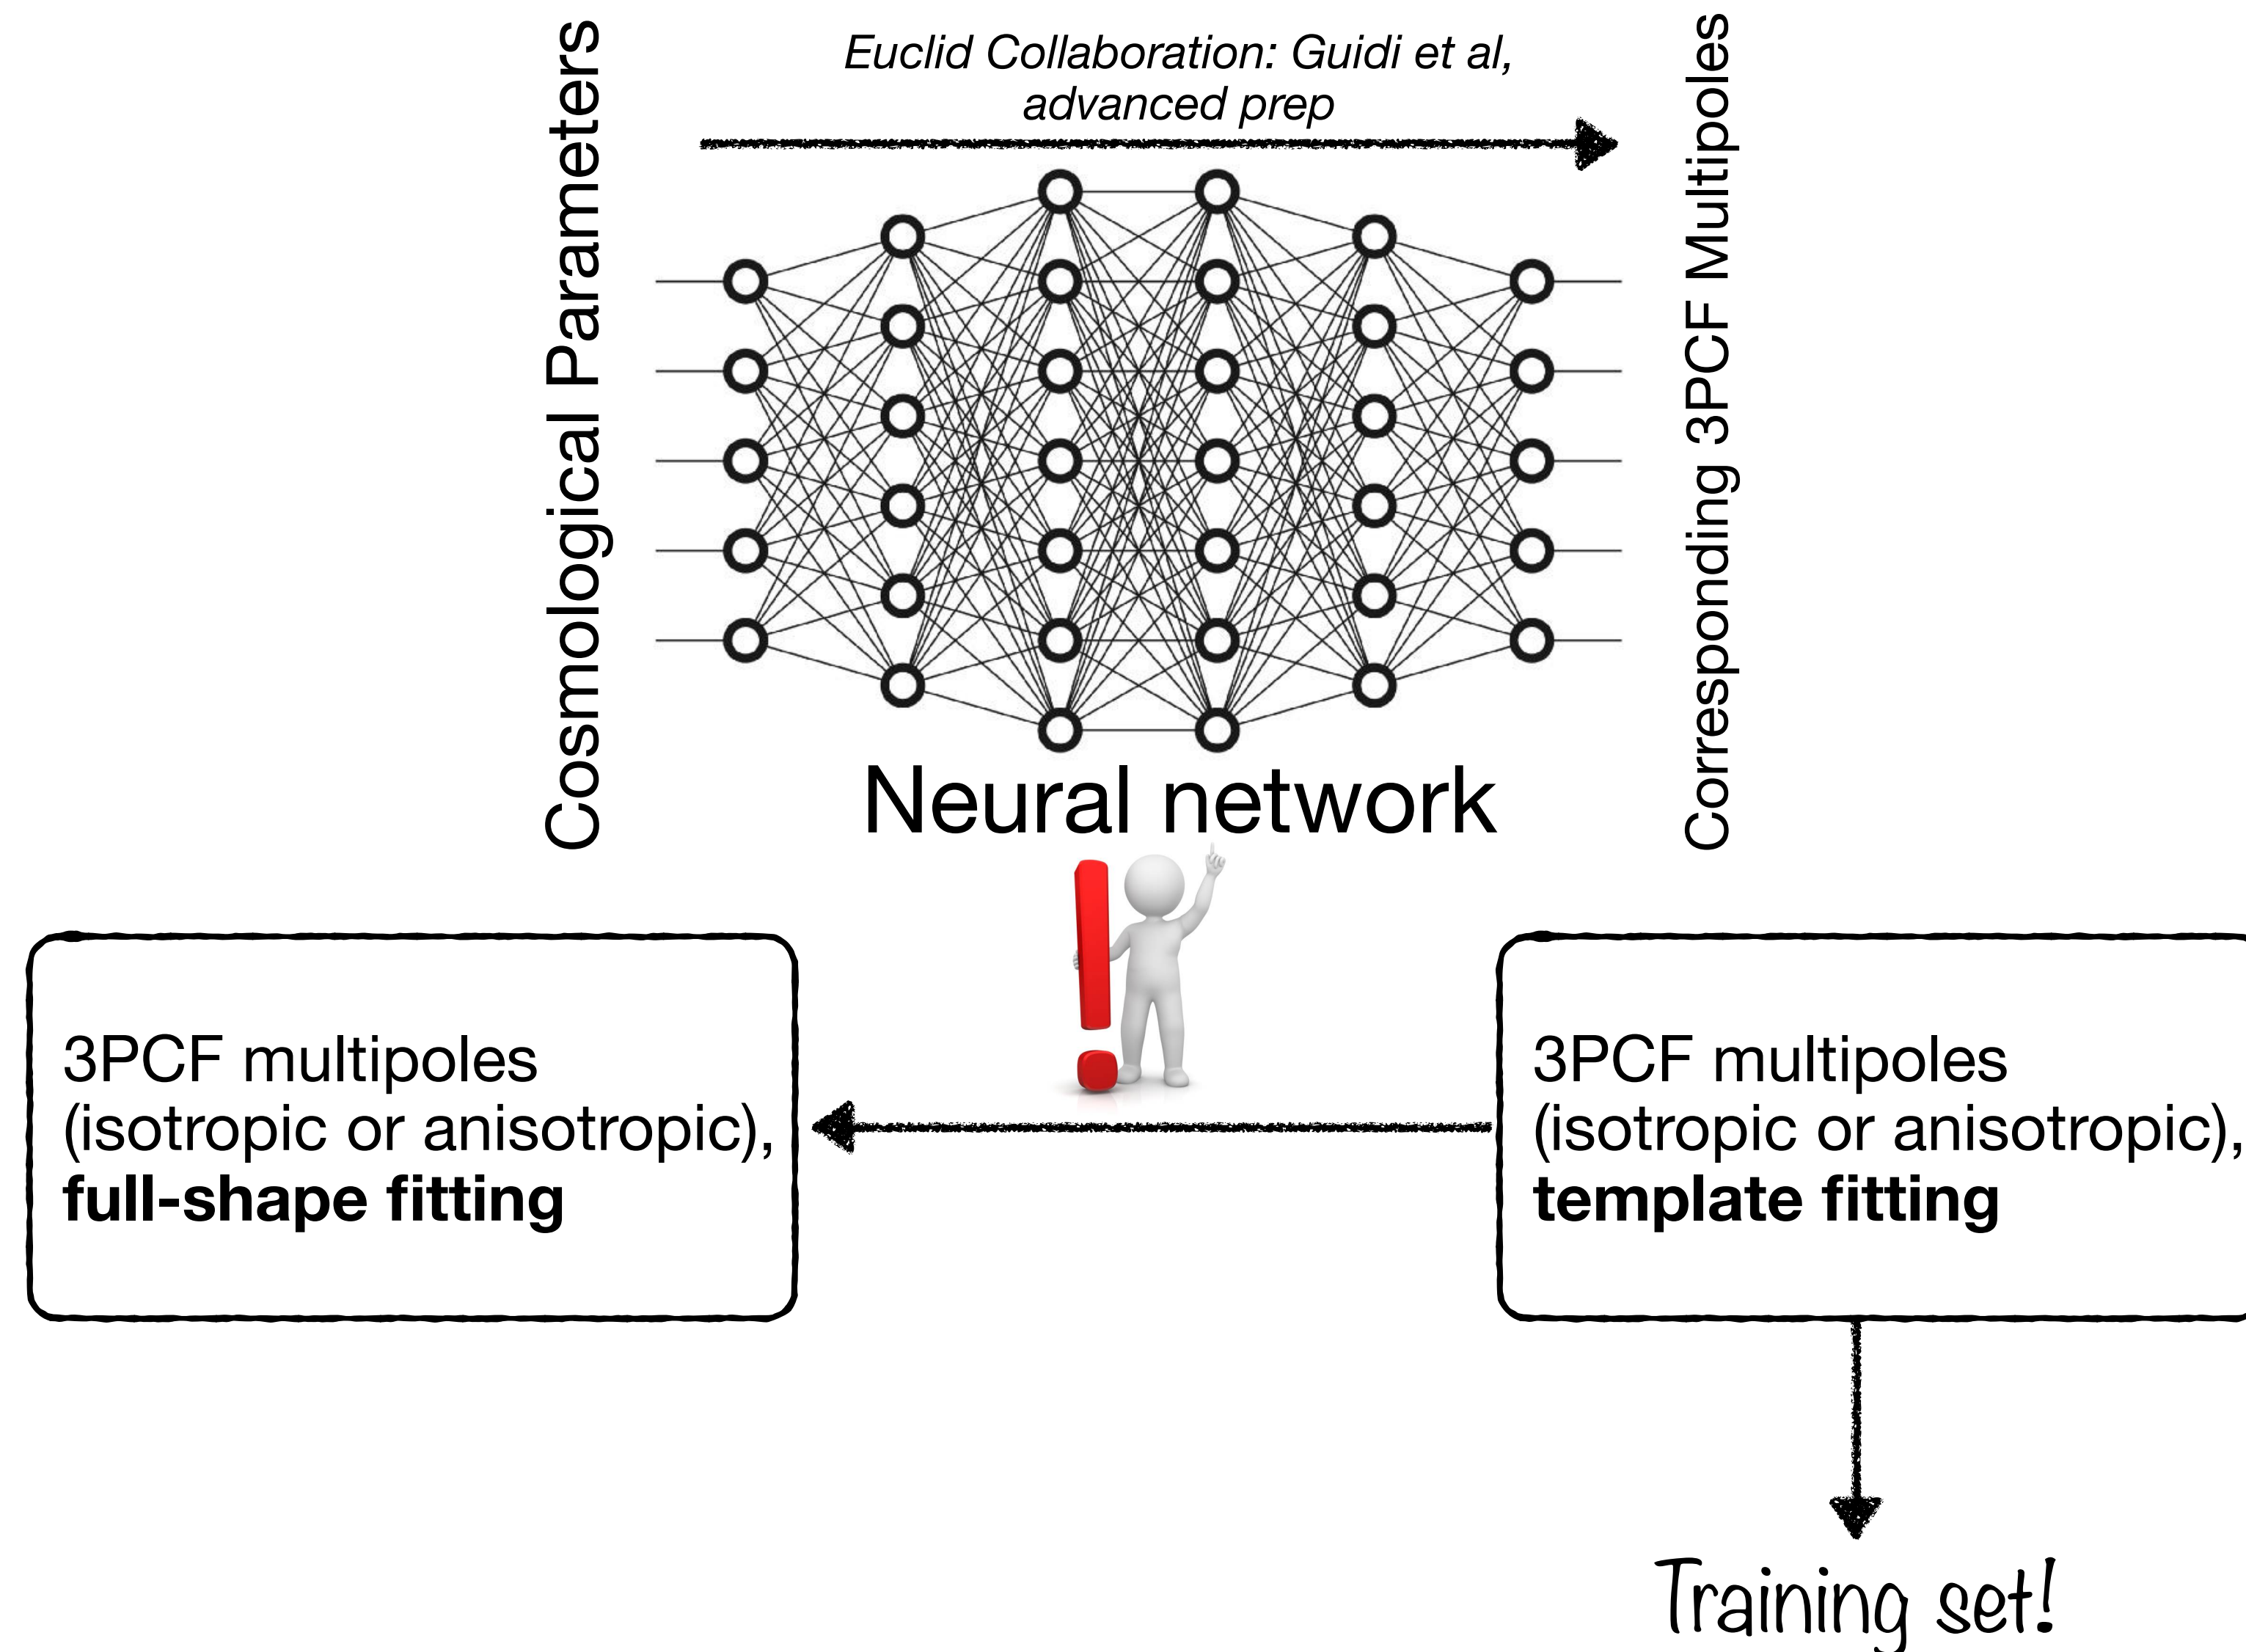 Cosmological Parameters
Euclid Collaboration: Guidi et al,
advanced prep
Corresponding 3PCF Multipoles
Neural network
3PCF multipoles
(isotropic or anisotropic),
full-shape fitting
3PCF multipoles
(isotropic or anisotropic),
template fitting
Training set!